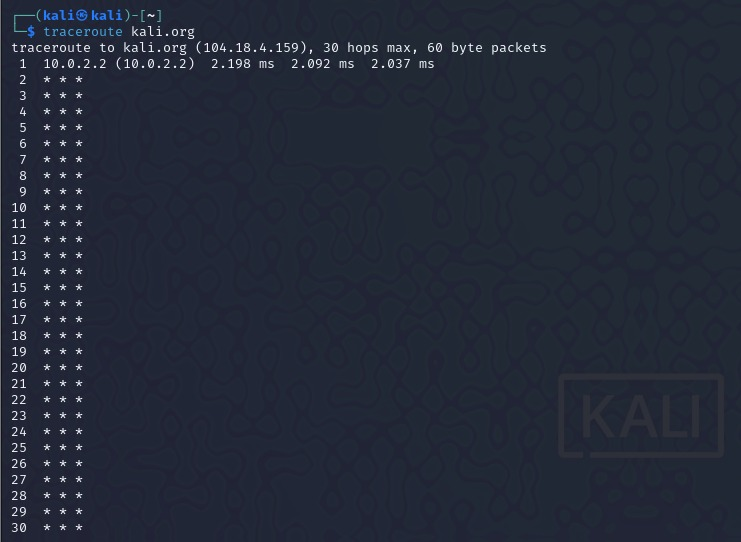 ┌──(kali㉿kali)-[~]
└─$ traceroute kali.org
traceroute to kali.org (104.18.4.159), 30 hops max, 60 byte packets
 1  10.0.2.2 (10.0.2.2)  2.198 ms  2.092 ms  2.037 ms
 2  * * *
 3  * * *
 4  * * *
 5  * * *
 6  * * *
 7  * * *
 8  * * *
 9  * * *
10  * * *
11  * * *
12  * * *
13  * * *
14  * * *
15  * * *
16  * * *
17  * * *
18  * * *
19  * * *
20  * * *
21  * * *
22  * * *
23  * * *
24  * * *
25  * * *
26  * * *
27  * * *
28  * * *
29  * * *
30  * * *
KALI